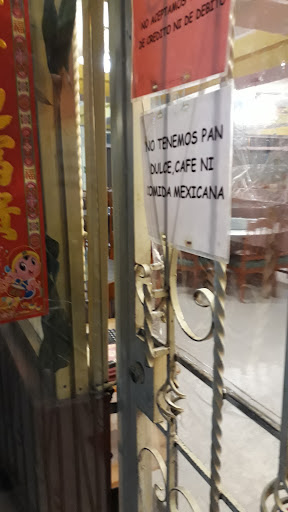 NO ACEPTAMOS
DE CREDITO NI DE DEBITO
NO TENEMOS PAN
DULCE, CAFE NI
COMIDA MEXICANA